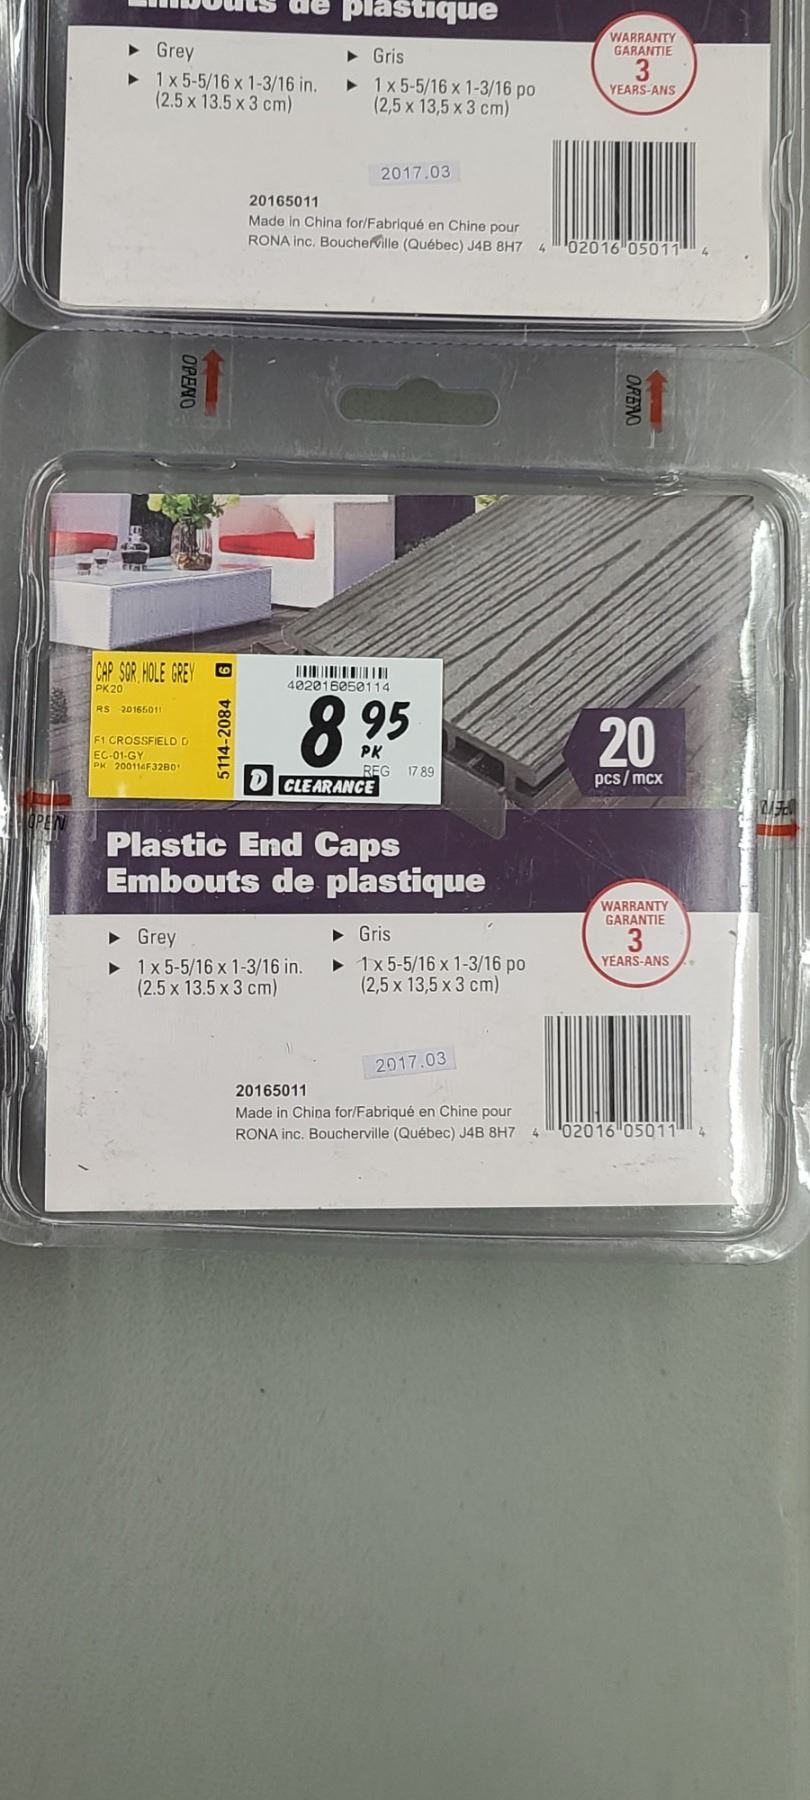 Embouts de plastique
Grey
1 x 5-5/16 x 1-3/16 in.
(2.5 x 13.5 x 3 cm)
Gris
1 x 5-5/16 x 1-3/16 po
(2,5 x 13,5 x 3 cm)
WARRANTY
GARANTIE
3
YEARS-ANS
2017.03
20165011
Made in China for/Fabriqué en Chine pour
RONA inc. Boucherville (Québec) J4B 8H7
4 02016 05011 4
OPEN
OPEN
CAP SQR HOLE GREY
PK20
RS 20165011
F1 CROSSFIELD D
EC-01-GY
PK 200114F32B01
6
5114-2084
402016050114
8 95
PK
REG 17.89
D CLEARANCE
20
pcs/mcx
OPEN
OPEN
Plastic End Caps
Embouts de plastique
Grey
1 x 5-5/16 x 1-3/16 in.
(2.5 x 13.5 x 3 cm)
Gris
1 x 5-5/16 x 1-3/16 po
(2,5 x 13,5 x 3 cm)
WARRANTY
GARANTIE
3
YEARS-ANS
2017.03
20165011
Made in China for/Fabriqué en Chine pour
RONA inc. Boucherville (Québec) J4B 8H7
4 02016 05011 4